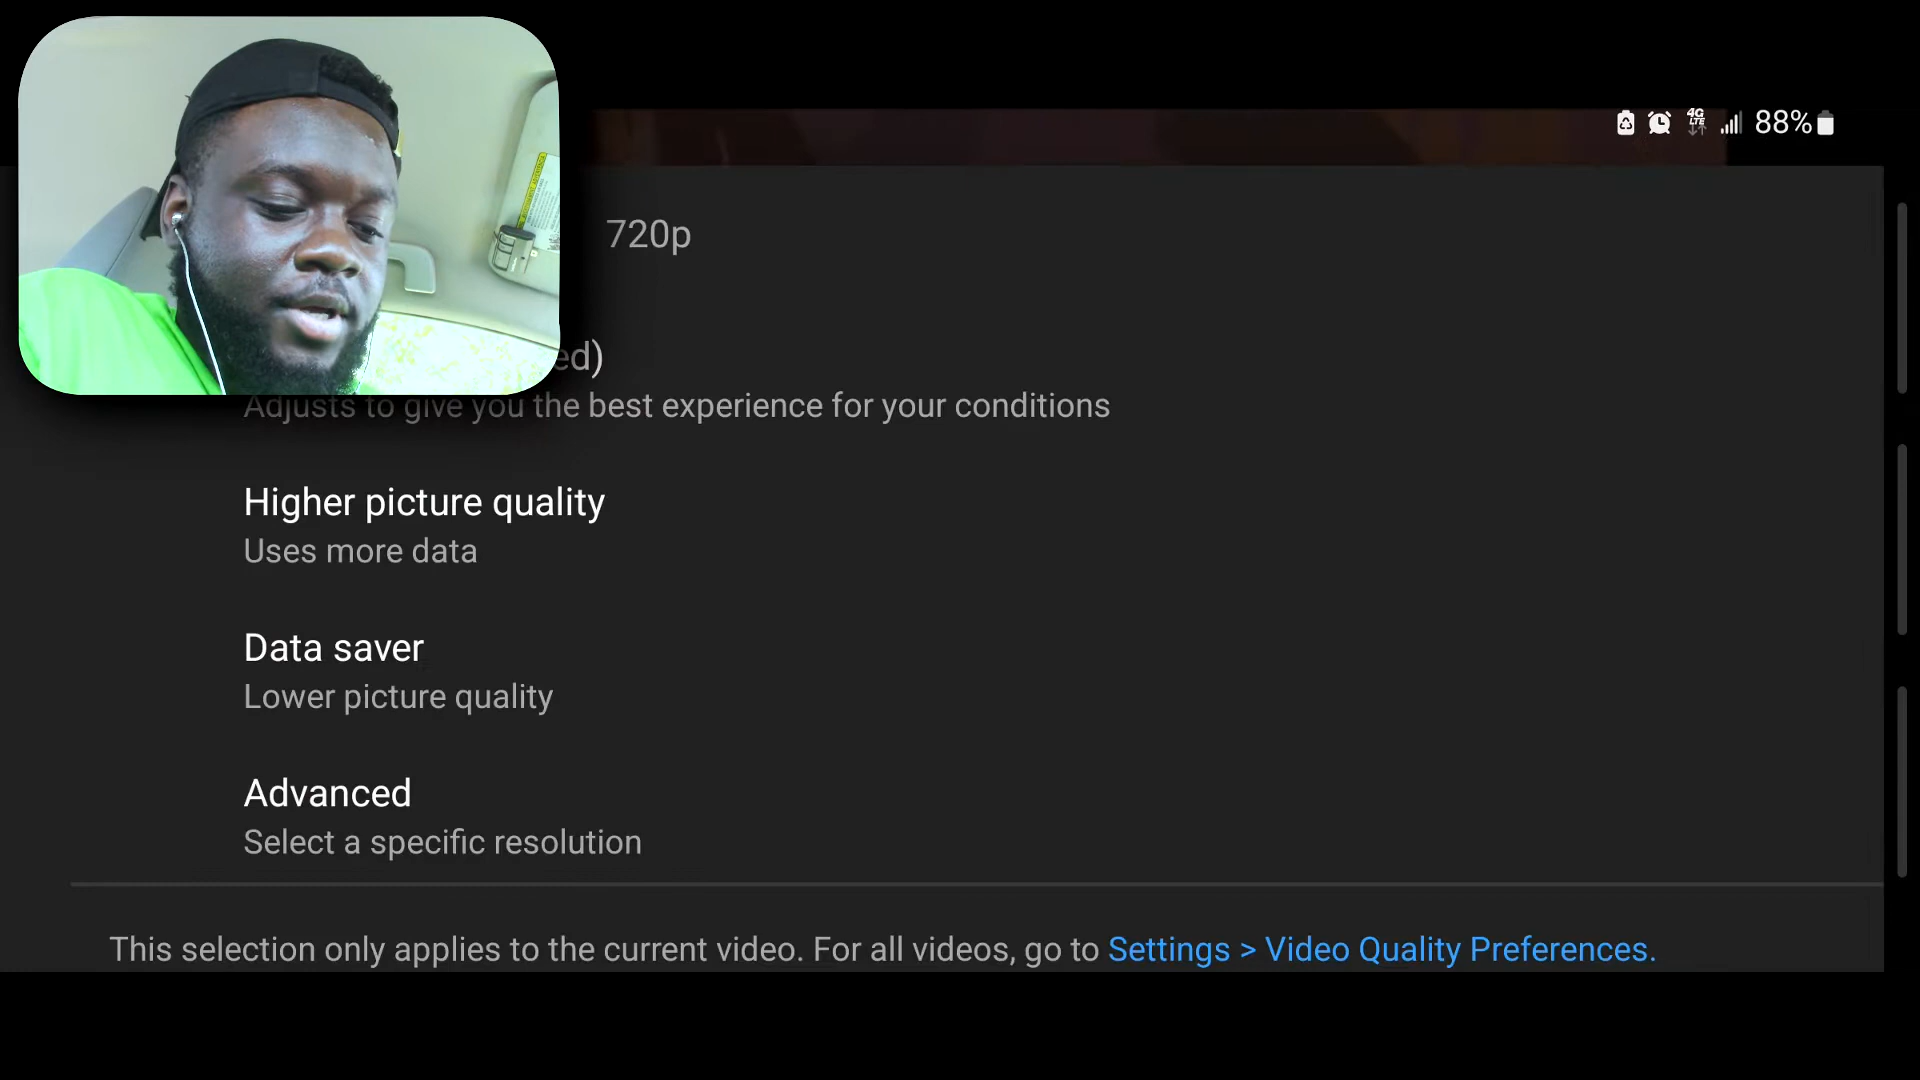 4G
LTE
88%
720p
ed)
Adjusts to give you the best experience for your conditions
Higher picture quality
Uses more data
Data saver
Lower picture quality
Advanced
Select a specific resolution
This selection only applies to the current video. For all videos, go to Settings > Video Quality Preferences.